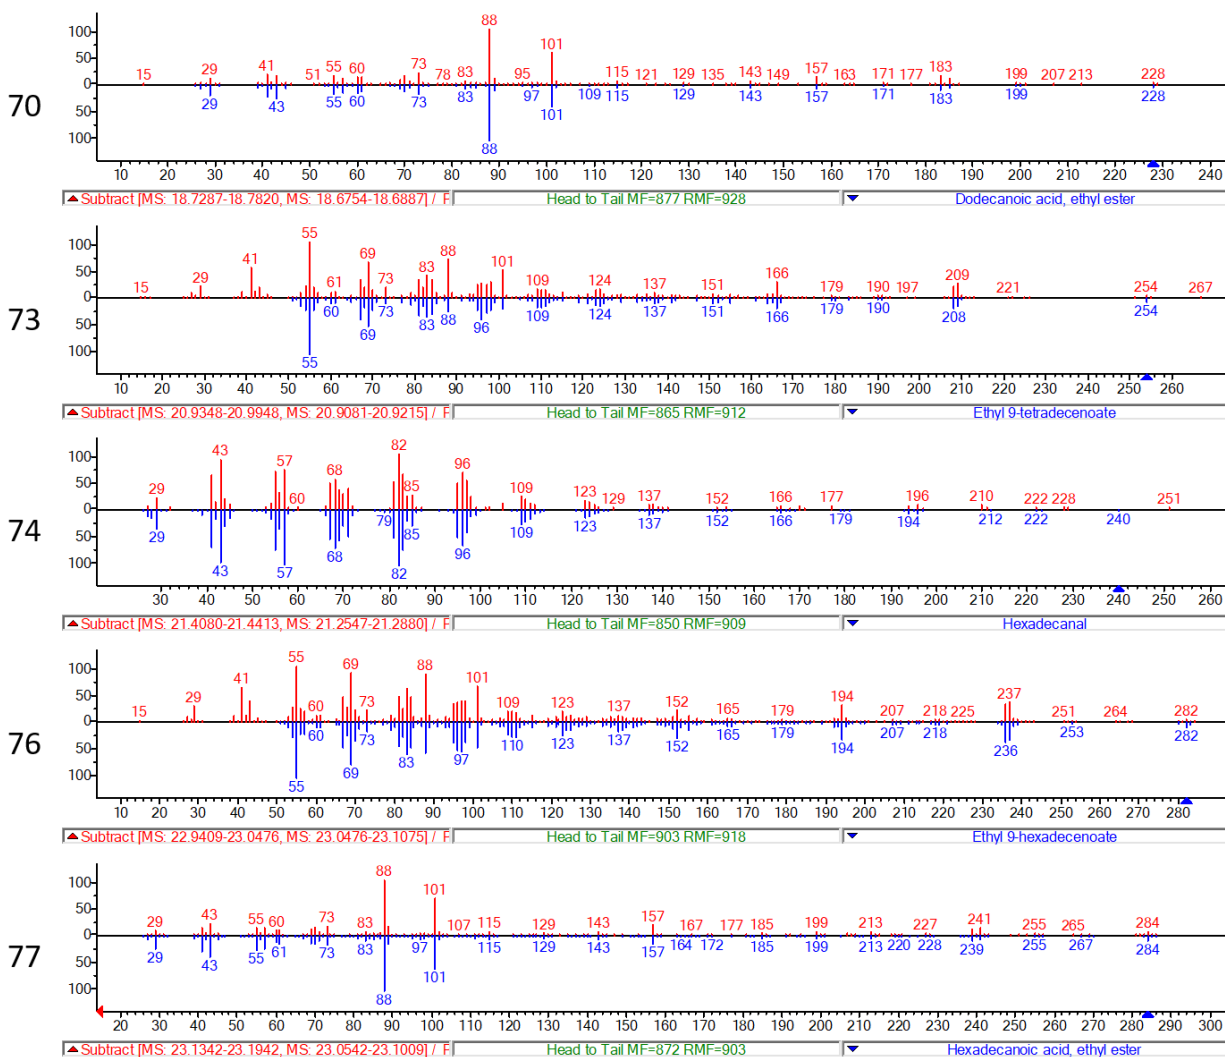 100 88 101
50 15 29 41 51 55 60 73 78 83 95 115 121 129 135 143 149 157 163 171 177 183 199 207 213 228
0
70
50 29 43 55 60 73 83 97 109 115 129 143 157 171 183 199 228
100 88 101
10 20 30 40 50 60 70 80 90 100 110 120 130 140 150 160 170 180 190 200 210 220 230 240
Subtract [MS: 18.7287-18.7820, MS: 18.6754-18.6887] / F Head to Tail MF=877 RMF=928 Dodecanoic acid, ethyl ester
100 55
50 15 29 41 61 69 73 83 88 101 109 124 137 151 166 179 190 197 209 221 254 267
0
73
50 60 69 73 83 88 96 109 124 137 151 166 179 190 208 254
100 55
10 20 30 40 50 60 70 80 90 100 110 120 130 140 150 160 170 180 190 200 210 220 230 240 250 260
Subtract [MS: 20.9348-20.9948, MS: 20.9081-20.9215] / F Head to Tail MF=865 RMF=912 Ethyl 9-tetradecenoate
100 43 82
50 29 57 60 68 85 96 109 123 129 137 152 166 177 196 210 222 228 251
0
74
50 29 68 79 85 96 109 123 137 152 166 179 194 212 222 240
100 43 57 82
30 40 50 60 70 80 90 100 110 120 130 140 150 160 170 180 190 200 210 220 230 240 250 260
Subtract [MS: 21.4080-21.4413, MS: 21.2547-21.2880] / F Head to Tail MF=850 RMF=909 Hexadecanal
100 55 69 88
50 15 29 41 60 73 101 109 123 137 152 165 179 194 207 218 225 237 251 264 282
0
76
50 60 69 73 83 97 110 123 137 152 165 179 194 207 218 236 253 282
100 55
10 20 30 40 50 60 70 80 90 100 110 120 130 140 150 160 170 180 190 200 210 220 230 240 250 260 270 280
Subtract [MS: 22.9409-23.0476, MS: 23.0476-23.1075] / F Head to Tail MF=903 RMF=918 Ethyl 9-hexadecenoate
100 88 101
50 29 43 55 60 73 83 107 115 129 143 157 167 177 185 199 213 227 241 255 265 284
0
77
50 29 43 55 61 73 83 97 115 129 143 157 164 172 185 199 213 220 228 239 255 267 284
100 88 101
20 30 40 50 60 70 80 90 100 110 120 130 140 150 160 170 180 190 200 210 220 230 240 250 260 270 280 290 300
Subtract [MS: 23.1342-23.1942, MS: 23.0542-23.1009] / F Head to Tail MF=872 RMF=903 Hexadecanoic acid, ethyl ester